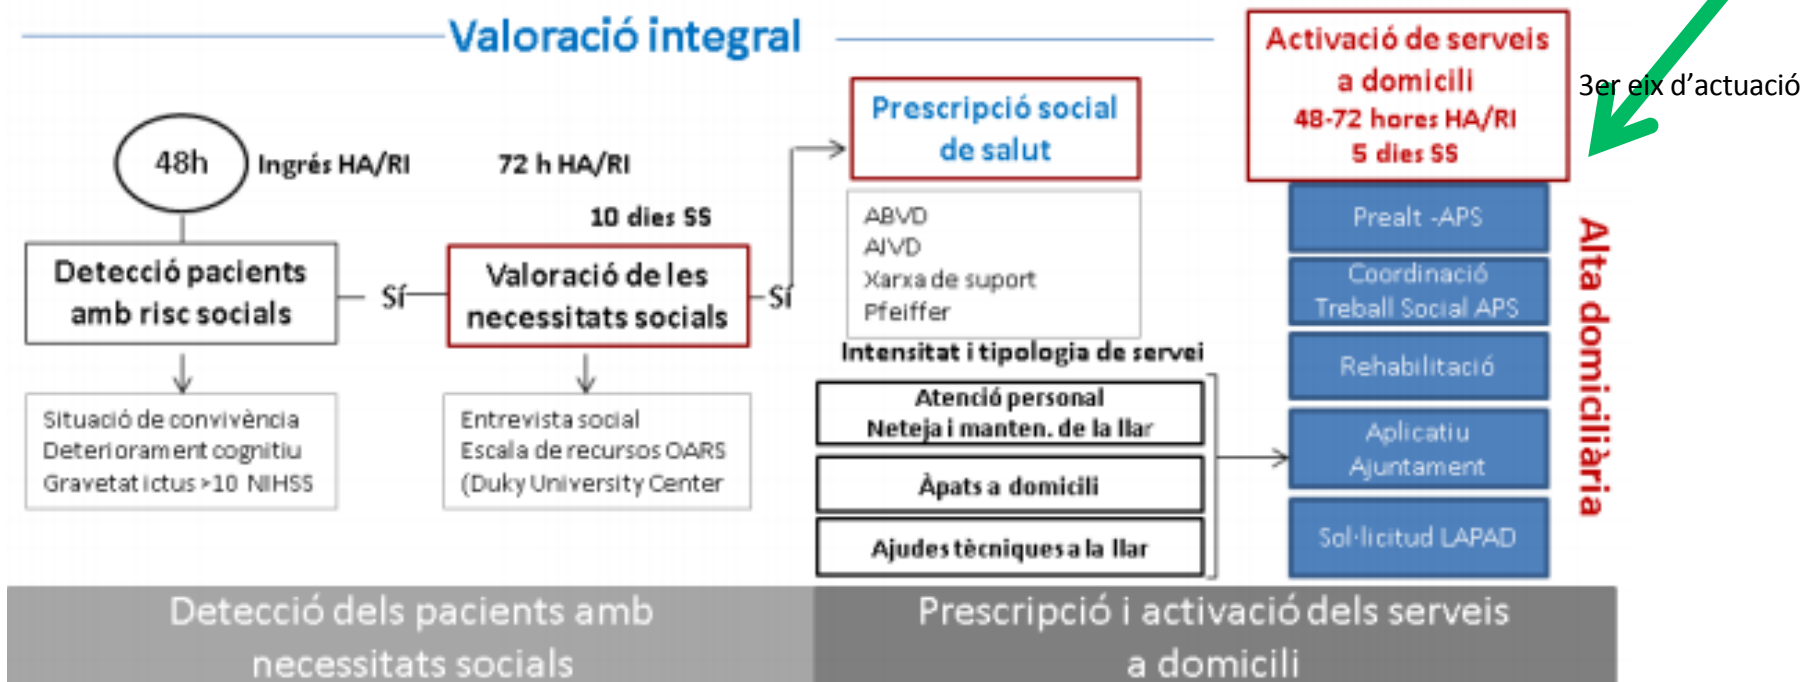 Valoració integral
48h
Ingrés HA/RI
72 h HA/RI
10 dies SS
Detecció pacients
amb risc socials
Sí
Valoració de les
necessitats socials
Sí
Situació de convivència
Deteriorament cognitiu
Gravetat ictus >10 NIHSS
Entrevista social
Escala de recursos OARS
(Duky University Center
Prescripció social
de salut
ABVD
AIVD
Xarxa de suport
Pfeiffer
Intensitat i tipologia de servei
Atenció personal
Neteja i manten. de la llar
Àpats a domicili
Ajudes tècniques a la llar
Activació de serveis
a domicili
48-72 hores HA/RI
5 dies SS
3er eix d'actuació
Prealt -APS
Coordinació
Treball Social APS
Rehabilitació
Aplicatiu
Ajuntament
Sol·licitud LAPAD
Alta domiciliària
Detecció dels pacients amb
necessitats socials
Prescripció i activació dels serveis
a domicili